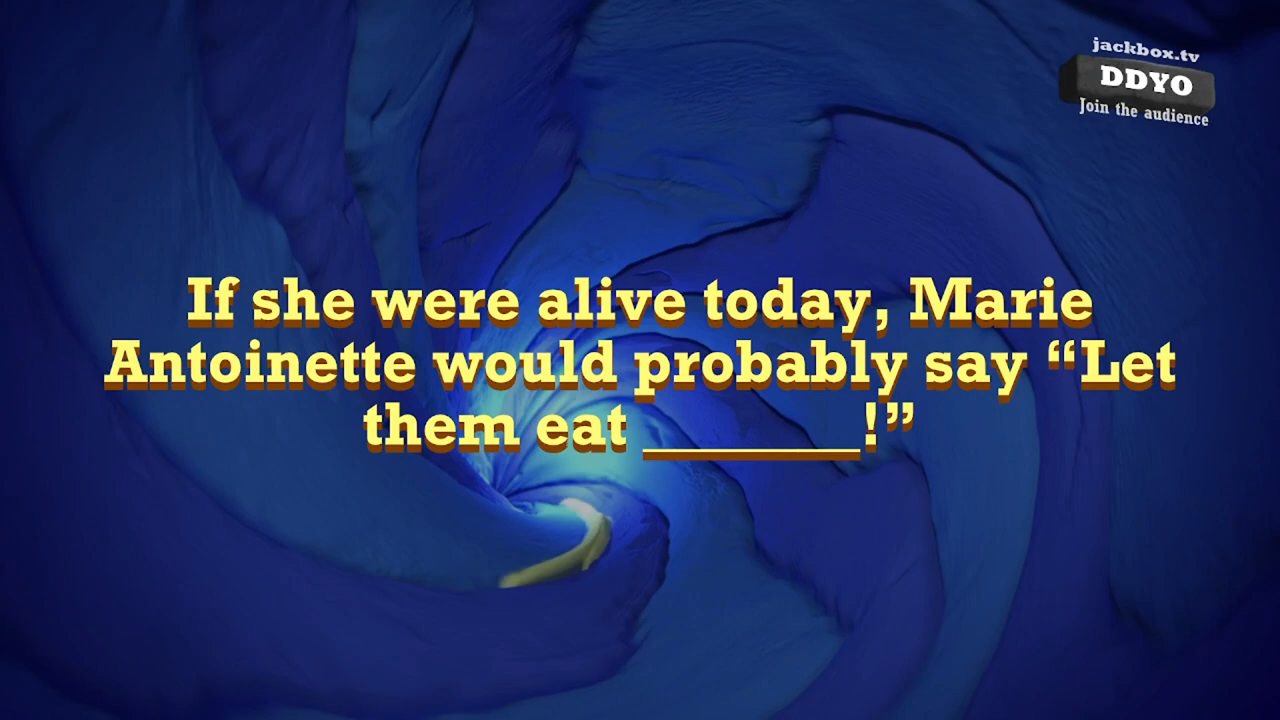 jackbox.tv
DDYO
Join the audience
If she were alive today, Marie
Antoinette would probably say “Let
them eat ________!”